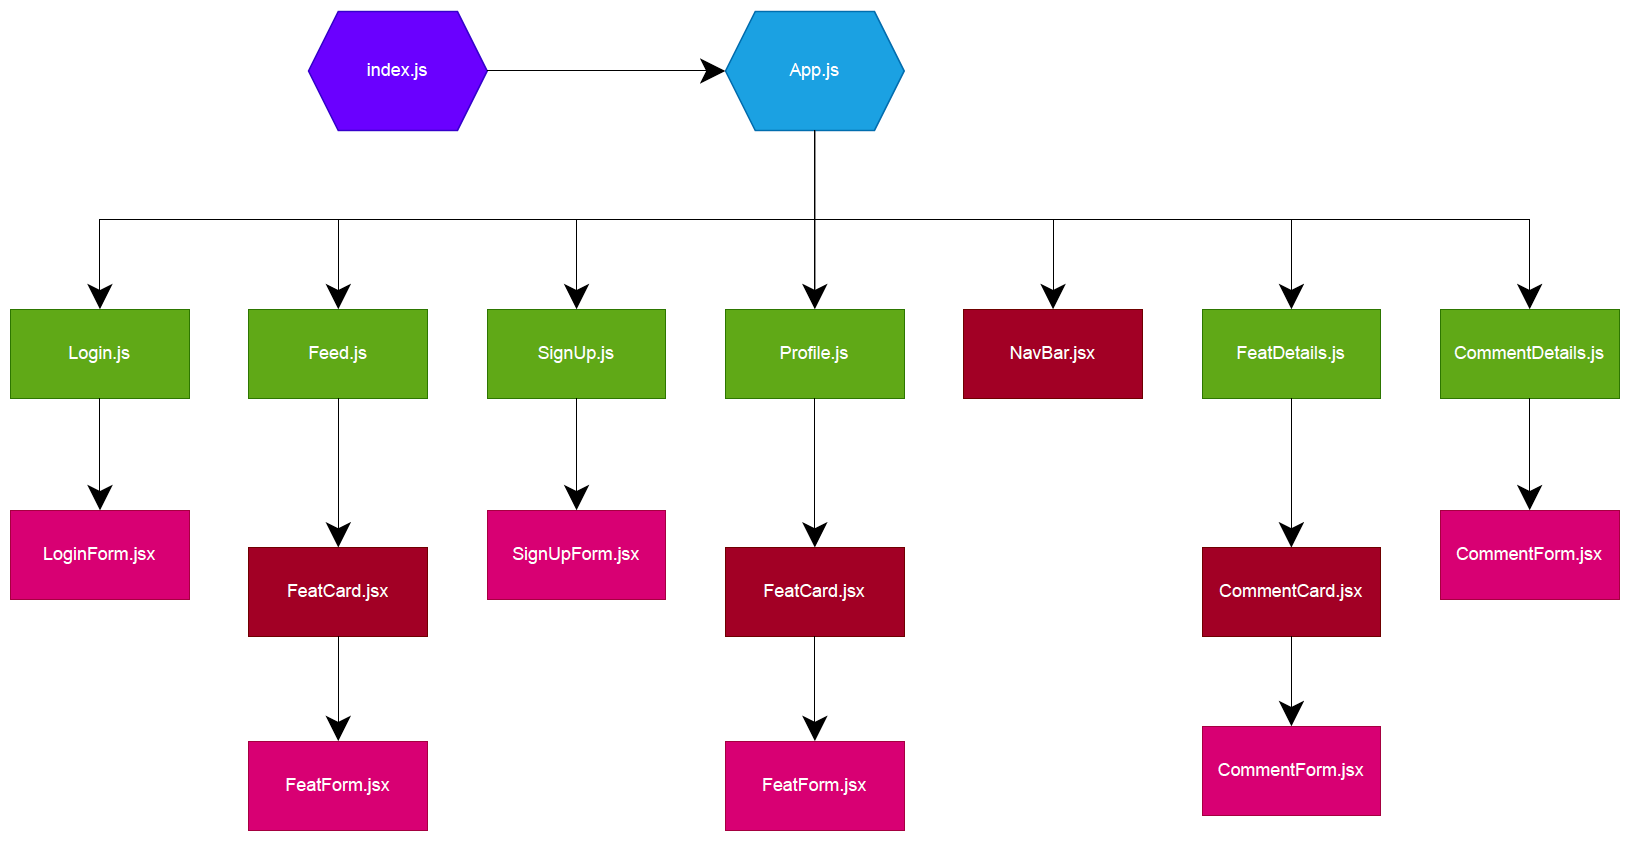 index.js
App.js
Login.js
Feed.js
SignUp.js
Profile.js
NavBar.jsx
FeatDetails.js
CommentDetails.js
LoginForm.jsx
SignUpForm.jsx
CommentForm.jsx
FeatCard.jsx
FeatCard.jsx
CommentCard.jsx
FeatForm.jsx
FeatForm.jsx
CommentForm.jsx